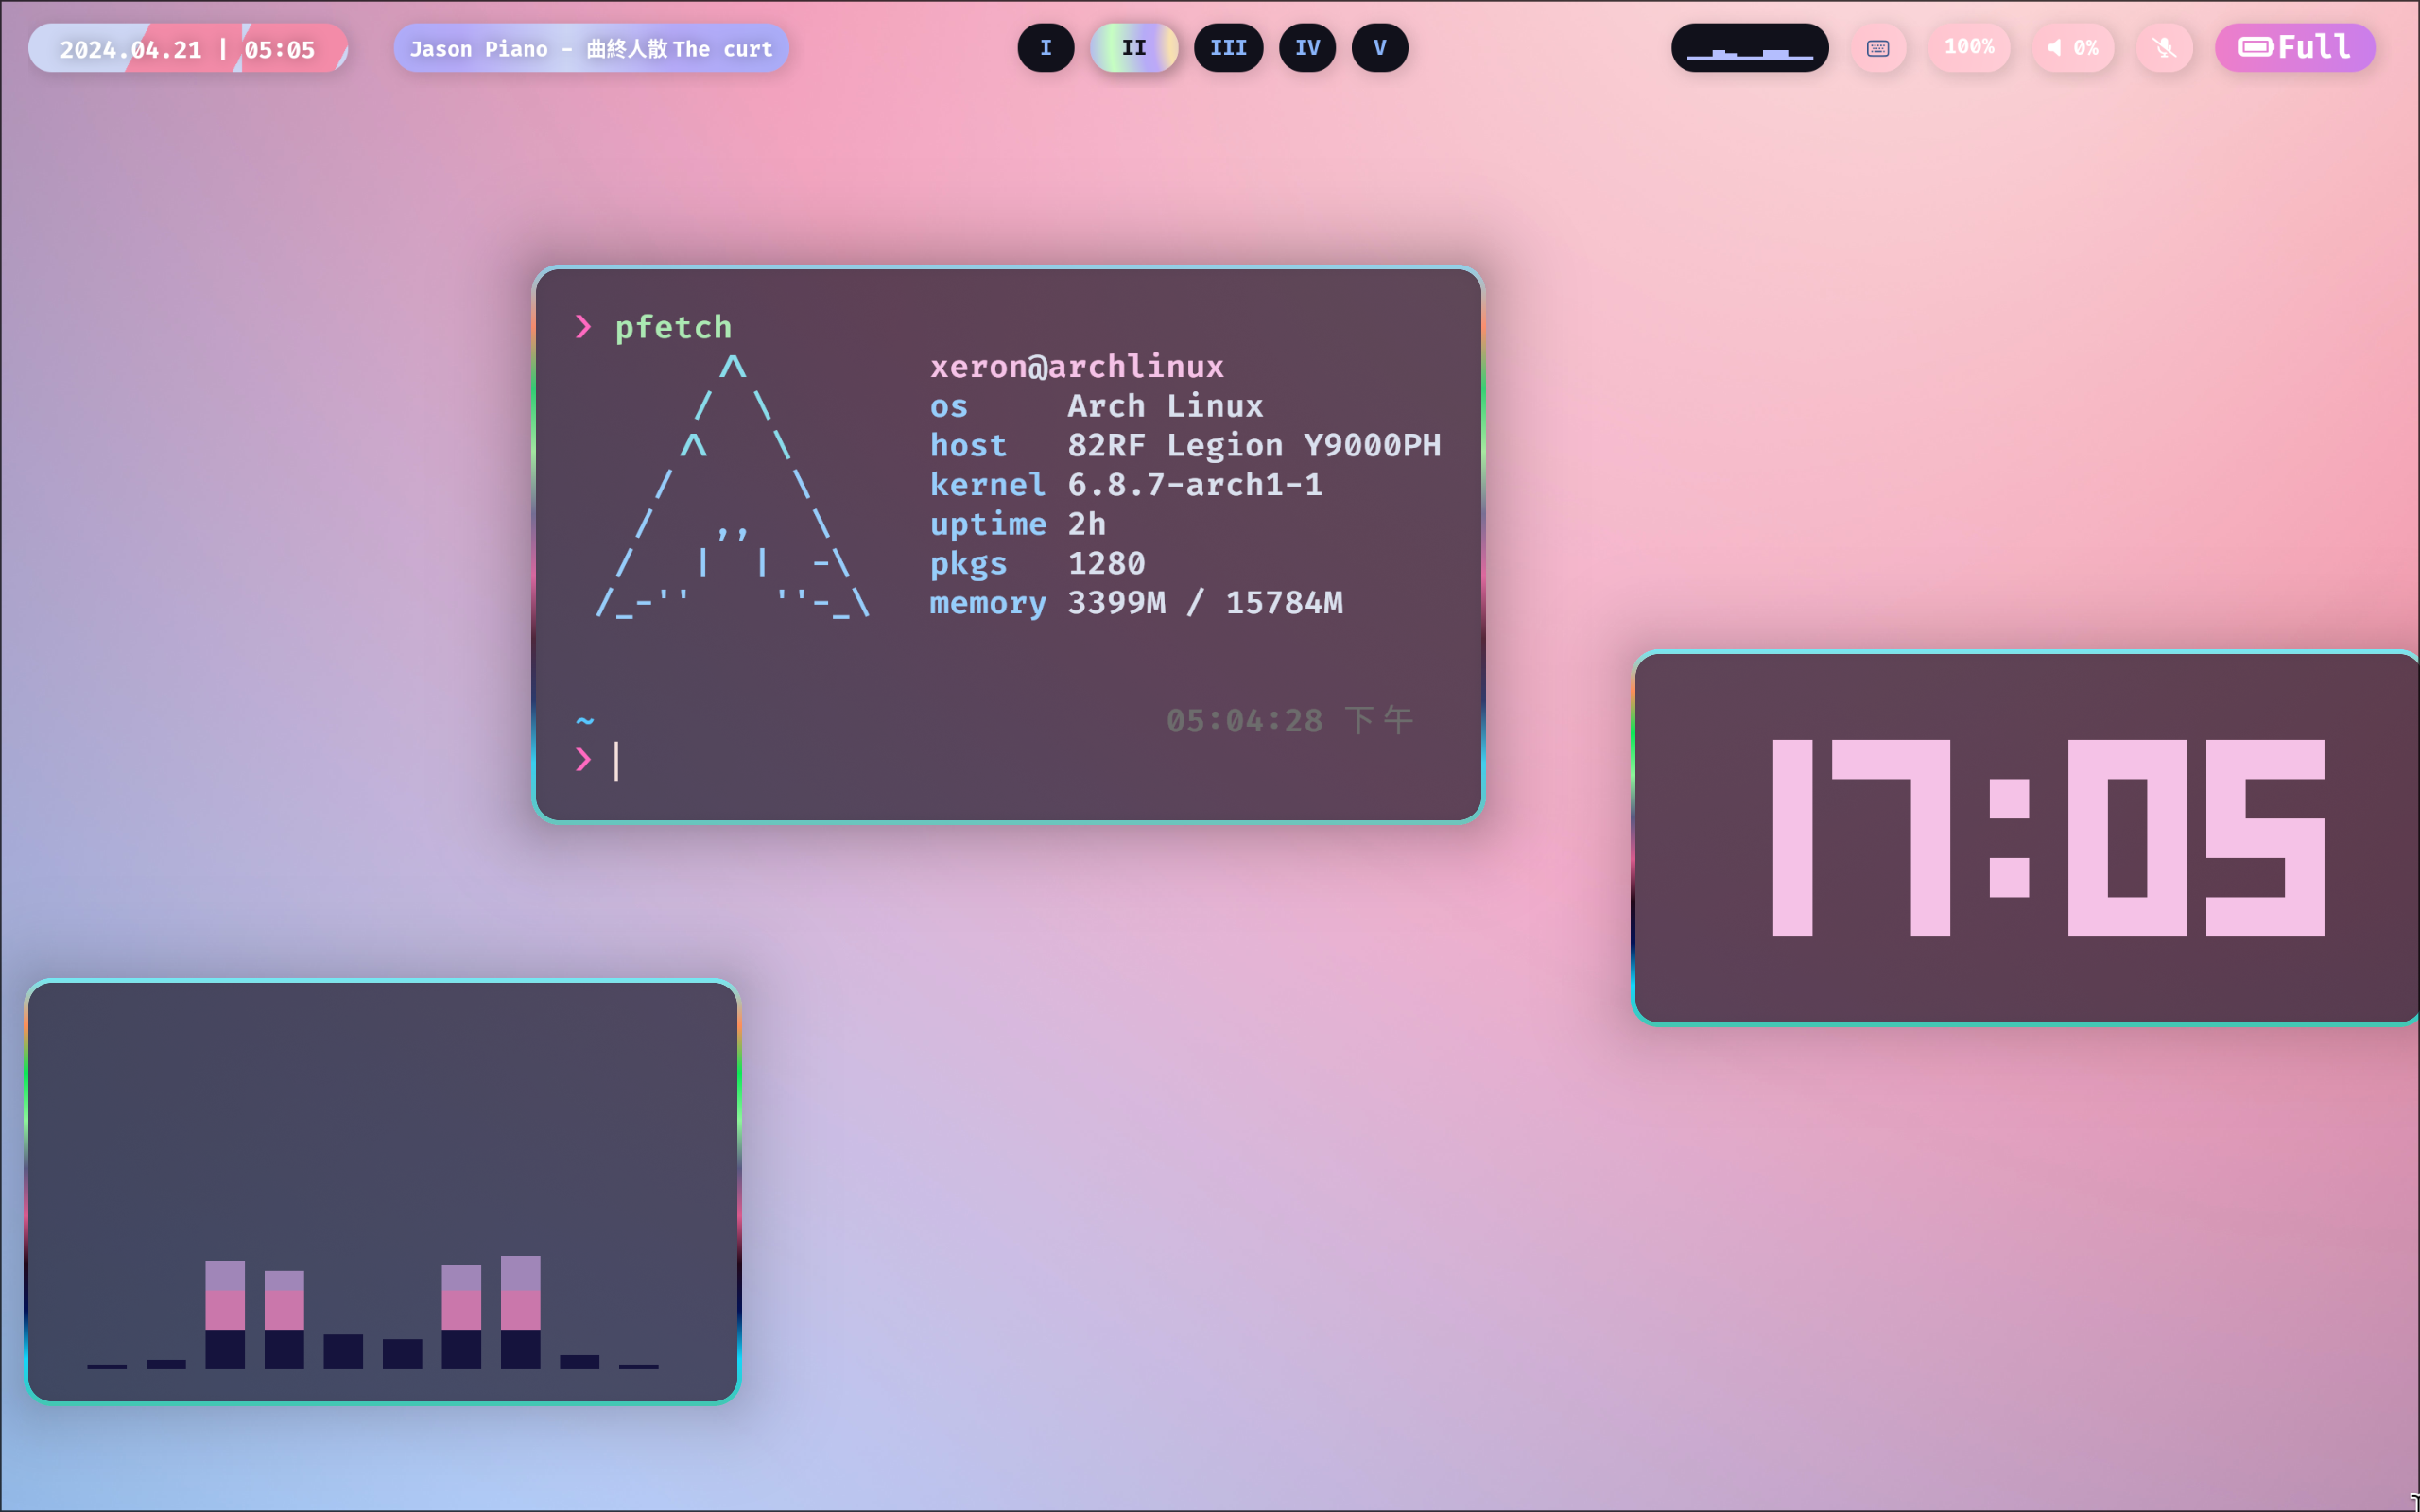 2024.04.21 | 05:05
Jason Piano - 曲終人散 The curt
I
II
III
IV
V
100%
0%
Full
❯ pfetch
xeron@archlinux
os Arch Linux
host 82RF Legion Y9000PH
kernel 6.8.7-arch1-1
uptime 2h
pkgs 1280
memory 3399M / 15784M
~
05:04:28 下午
❯
17:05